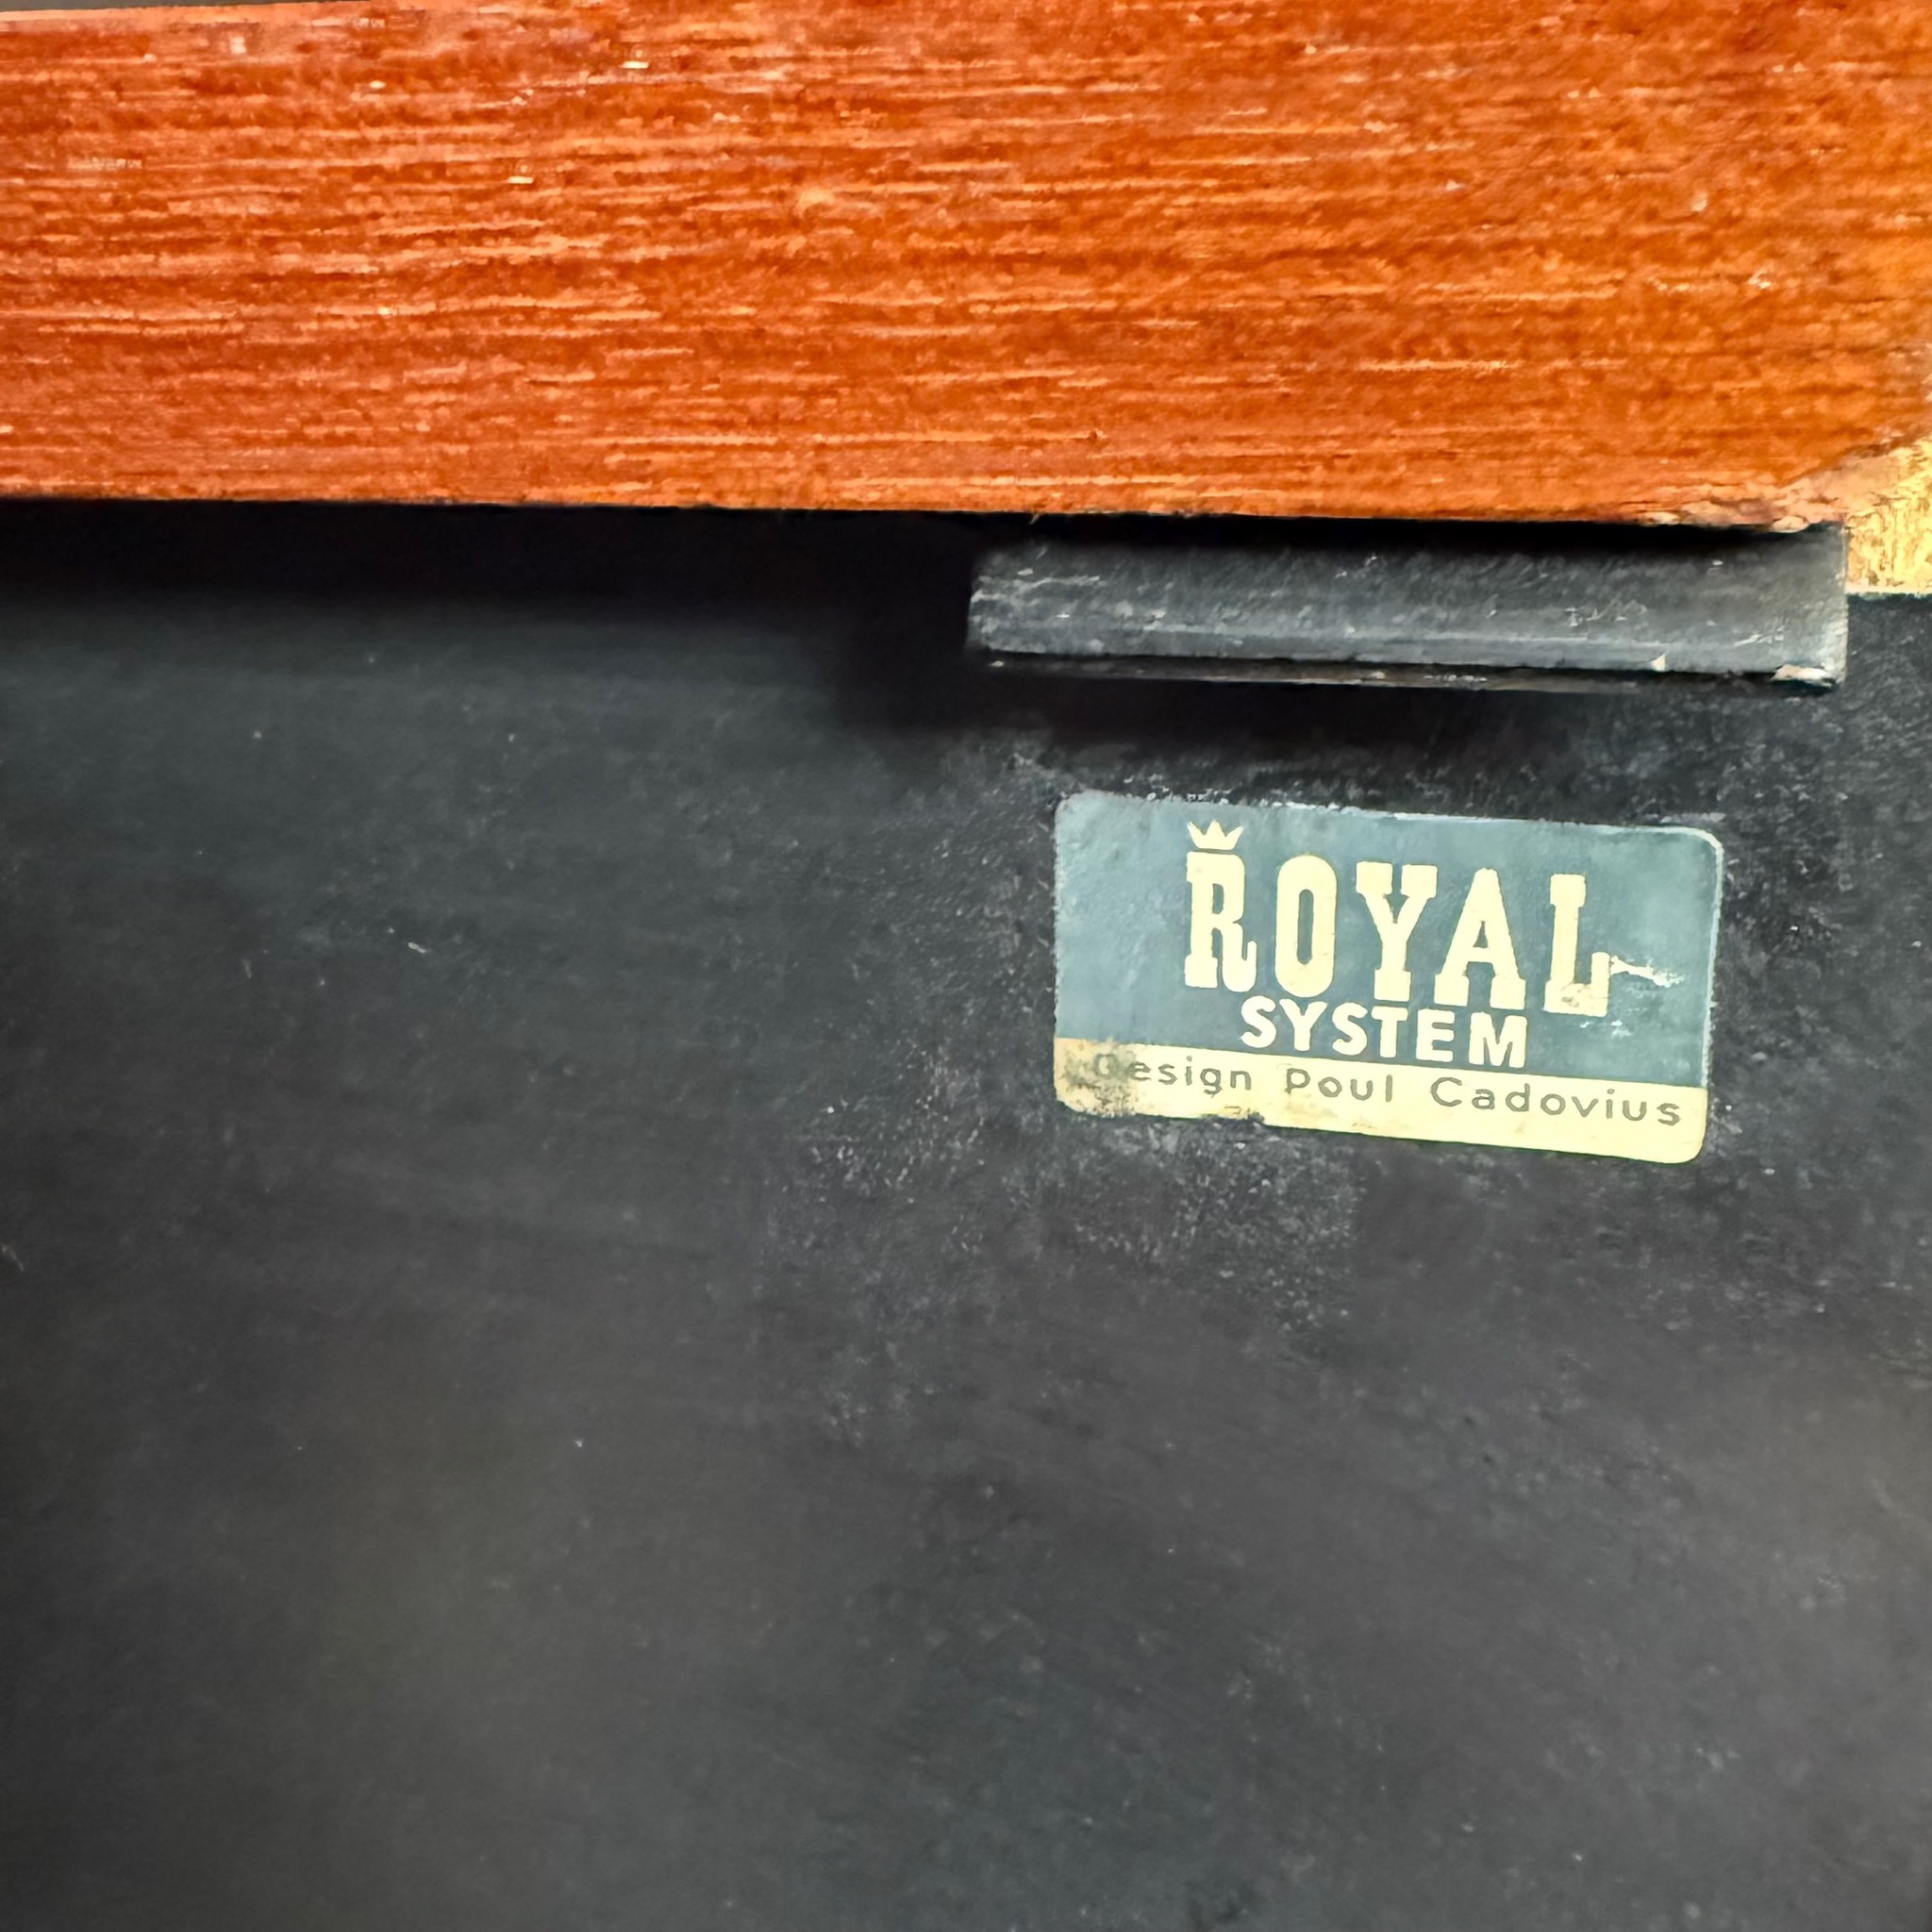 ROYAL
SYSTEM
Design Poul Cadovius